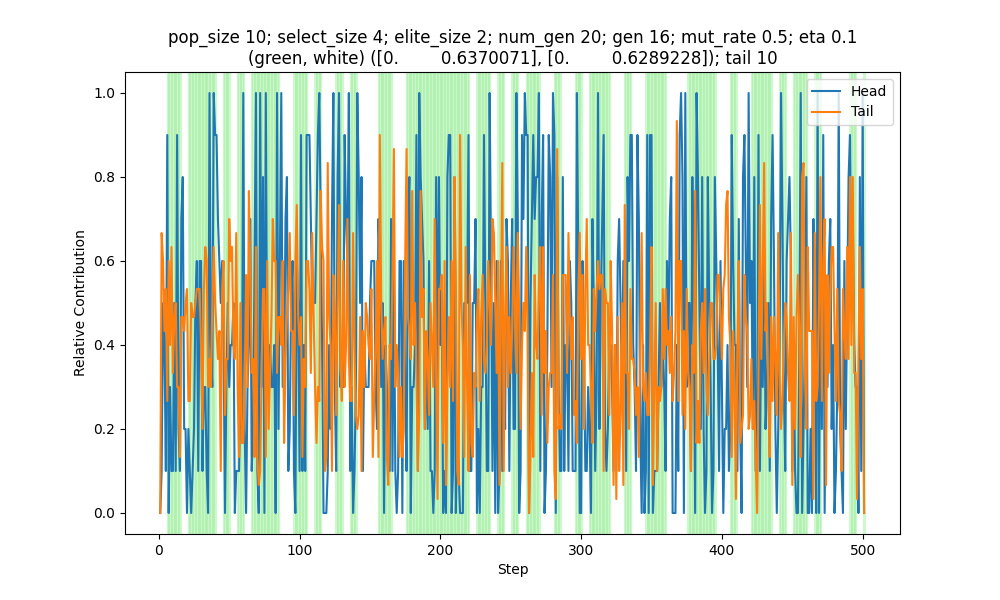 pop_size 10; select_size 4; elite_size 2; num_gen 20; gen 16; mut_rate 0.5; eta 0.1
(green, white) ([0. 0.6370071], [0. 0.6289228]); tail 10
Head
Tail
Relative Contribution
1.0
0.8
0.6
0.4
0.2
0.0
0 100 200 300 400 500
Step